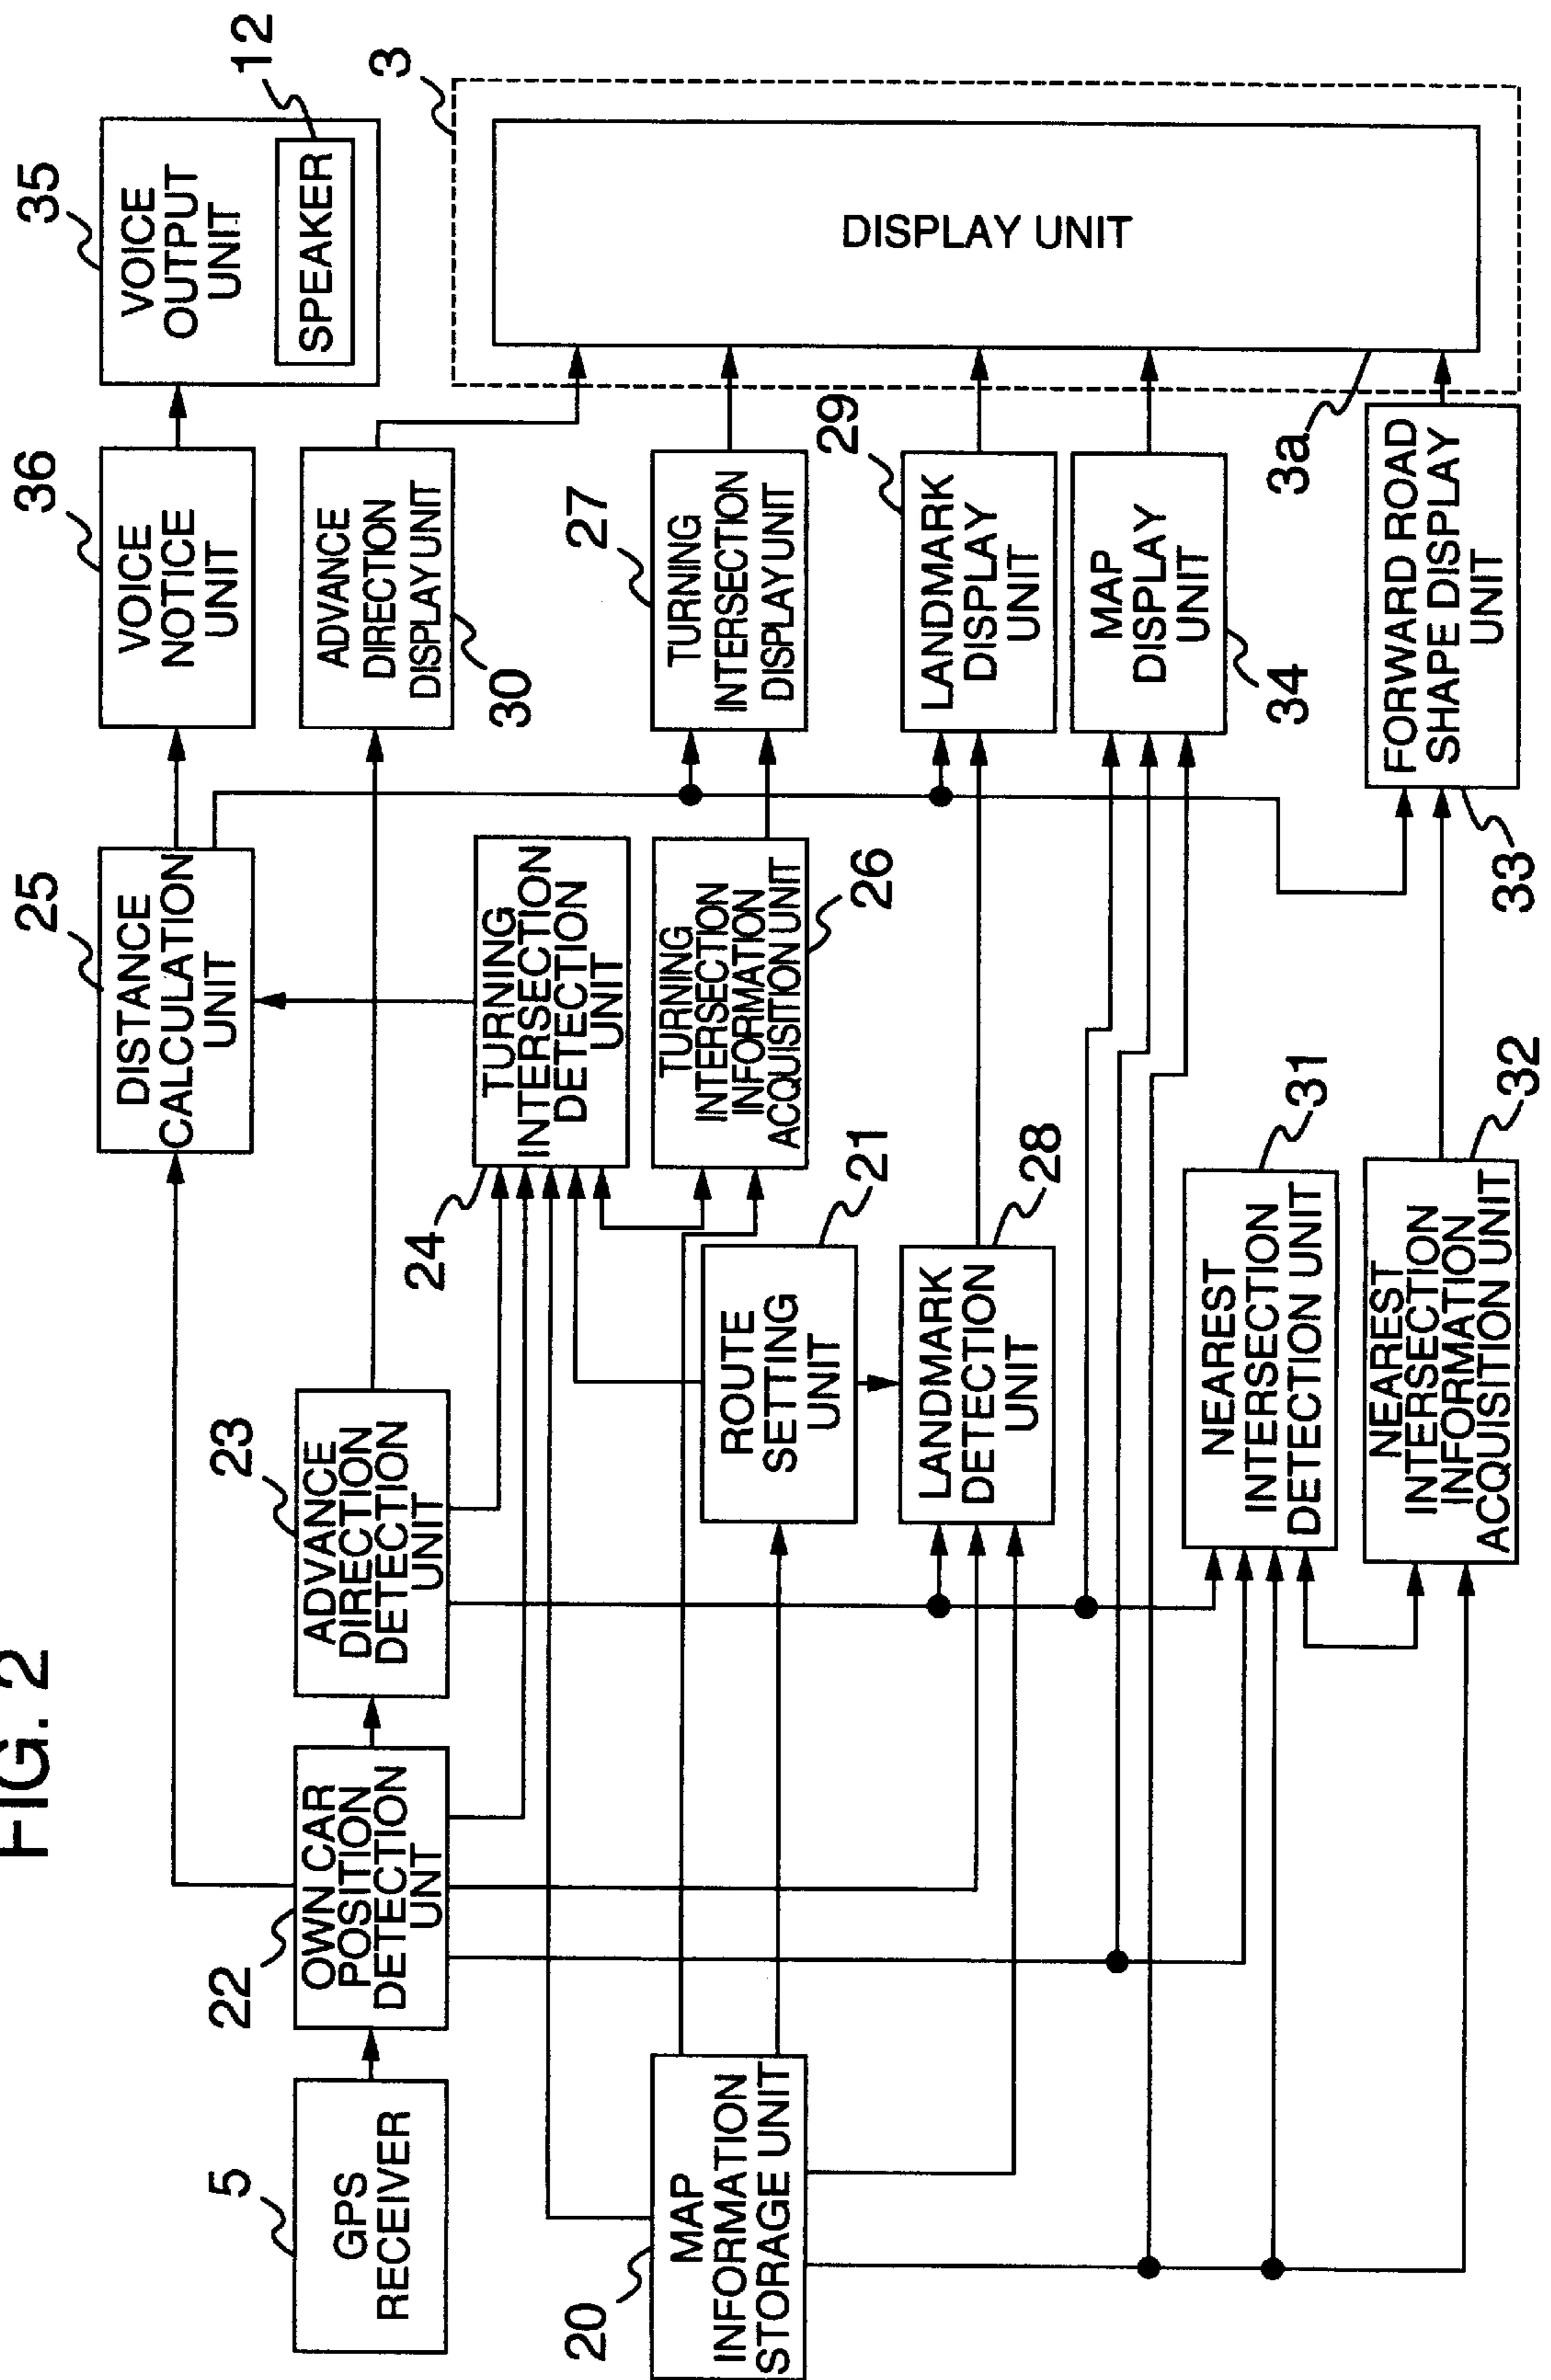 FIG. 2
5
GPS
RECEIVER
22
OWN CAR
POSITION
DETECTION
UNIT
23
ADVANCE
DIRECTION
DETECTION
UNIT
25
DISTANCE
CALCULATION
UNIT
36
VOICE
NOTICE
UNIT
35
VOICE
OUTPUT
UNIT
12
SPEAKER
ADVANCE
DIRECTION
DISPLAY UNIT
30
3
DISPLAY UNIT
3a
24
TURNING
INTERSECTION
DETECTION
UNIT
TURNING
INTERSECTION
INFORMATION
ACQUISITION UNIT
26
27
TURNING
INTERSECTION
DISPLAY UNIT
20
MAP
INFORMATION
STORAGE UNIT
21
ROUTE
SETTING
UNIT
28
LANDMARK
DETECTION
UNIT
29
LANDMARK
DISPLAY
UNIT
MAP
DISPLAY
UNIT
34
31
NEAREST
INTERSECTION
DETECTION UNIT
32
NEAREST
INTERSECTION
INFORMATION
ACQUISITION UNIT
33
FORWARD ROAD
SHAPE DISPLAY
UNIT